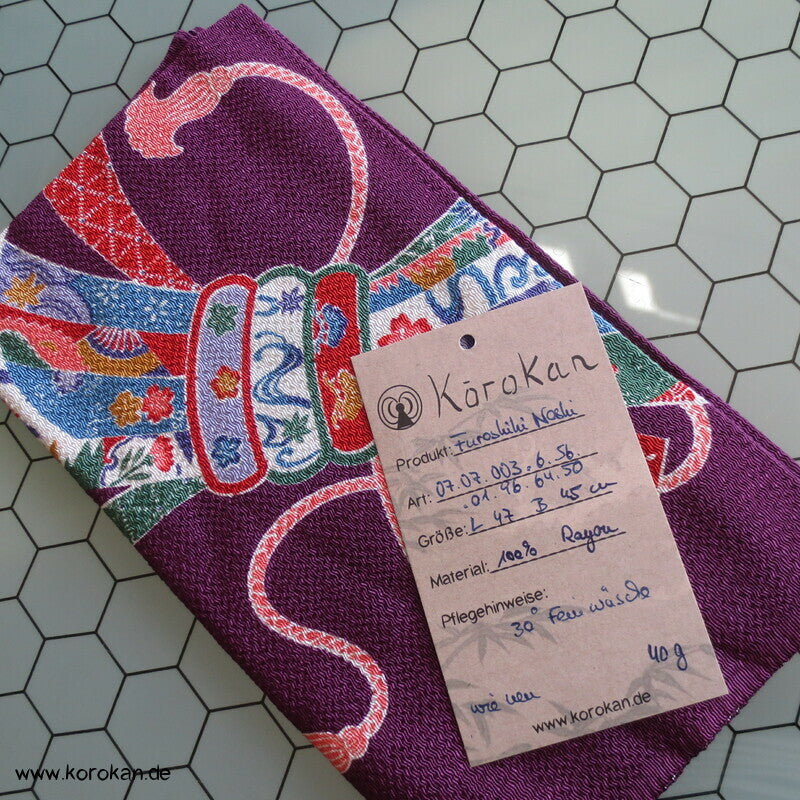 Kōrokan
Produkt: Furoshiki Noshi
Art: 07.07.003.6.56.
.01.96.64.50
Größe: L 47 B 45 cm
Material: 100% Rayon
Pflegehinweise:
30° Feinwäsche
40 g
wie neu
www.korokan.de
www.korokan.de